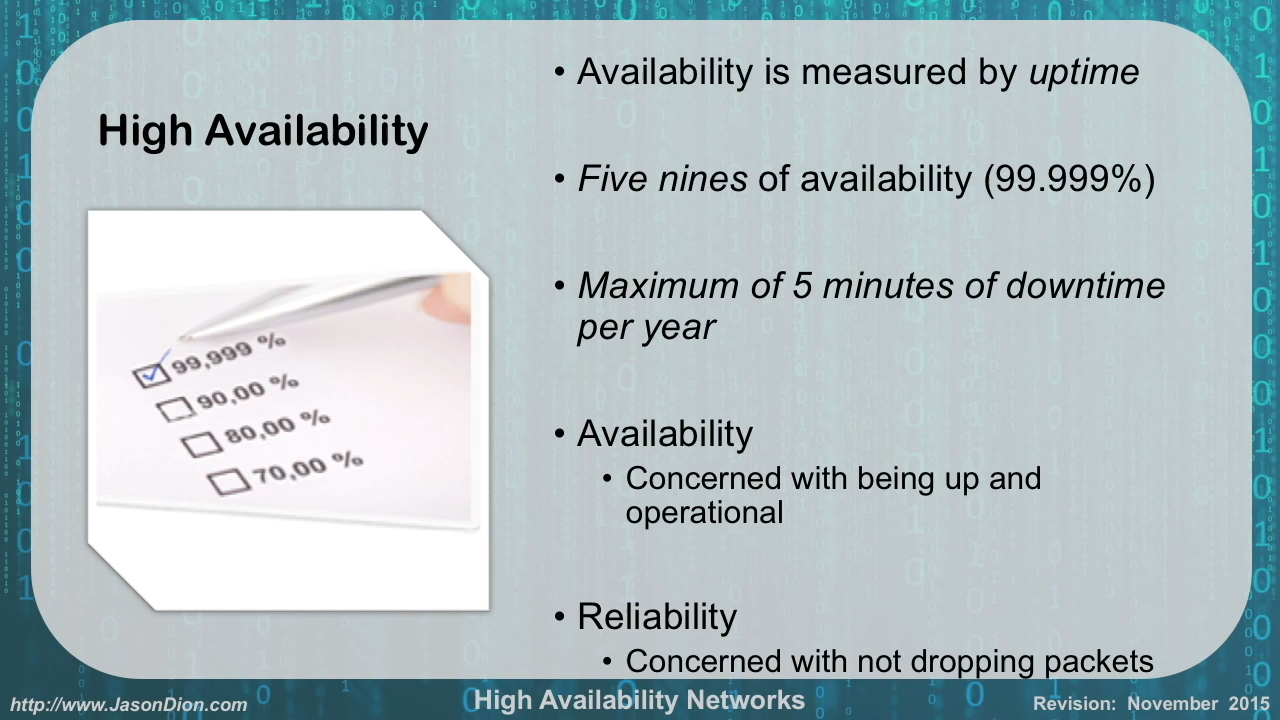 High Availability
99,999 %
90,00 %
80,00 %
70,00 %
• Availability is measured by uptime
• Five nines of availability (99.999%)
• Maximum of 5 minutes of downtime
per year
• Availability
• Concerned with being up and
operational
• Reliability
• Concerned with not dropping packets
http://www.JasonDion.com
High Availability Networks
Revision: November 2015